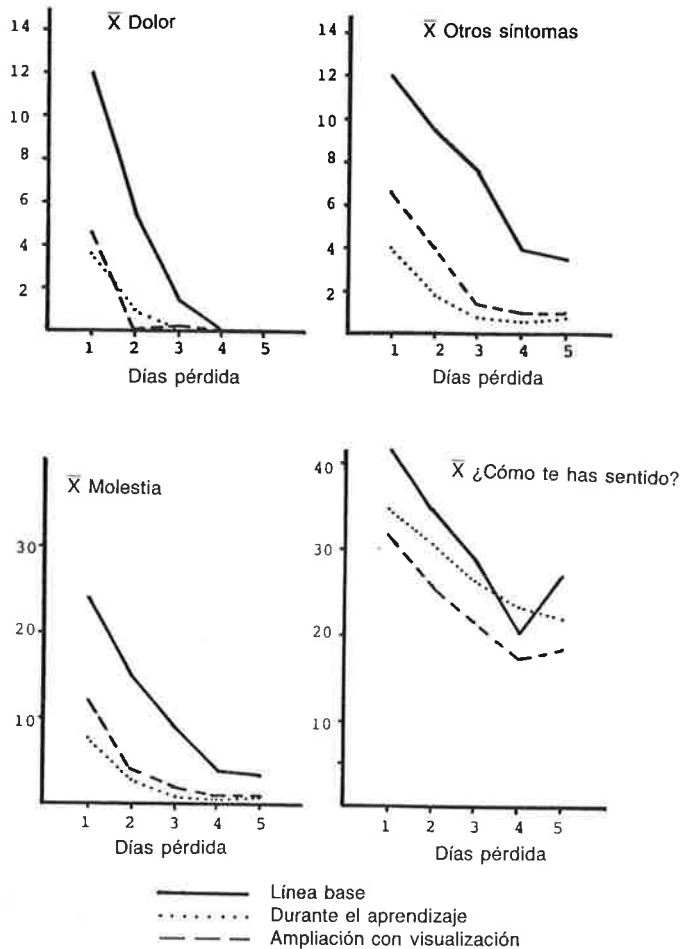 X̅ Dolor
14
12
10
8
6
4
2
1 2 3 4 5
Días pérdida
X̅ Otros síntomas
14
12
10
8
6
4
2
1 2 3 4 5
Días pérdida
X̅ Molestia
30
20
10
1 2 3 4 5
Días pérdida
X̅ ¿Cómo te has sentido?
40
30
20
10
1 2 3 4 5
Días pérdida
Línea base
Durante el aprendizaje
Ampliación con visualización